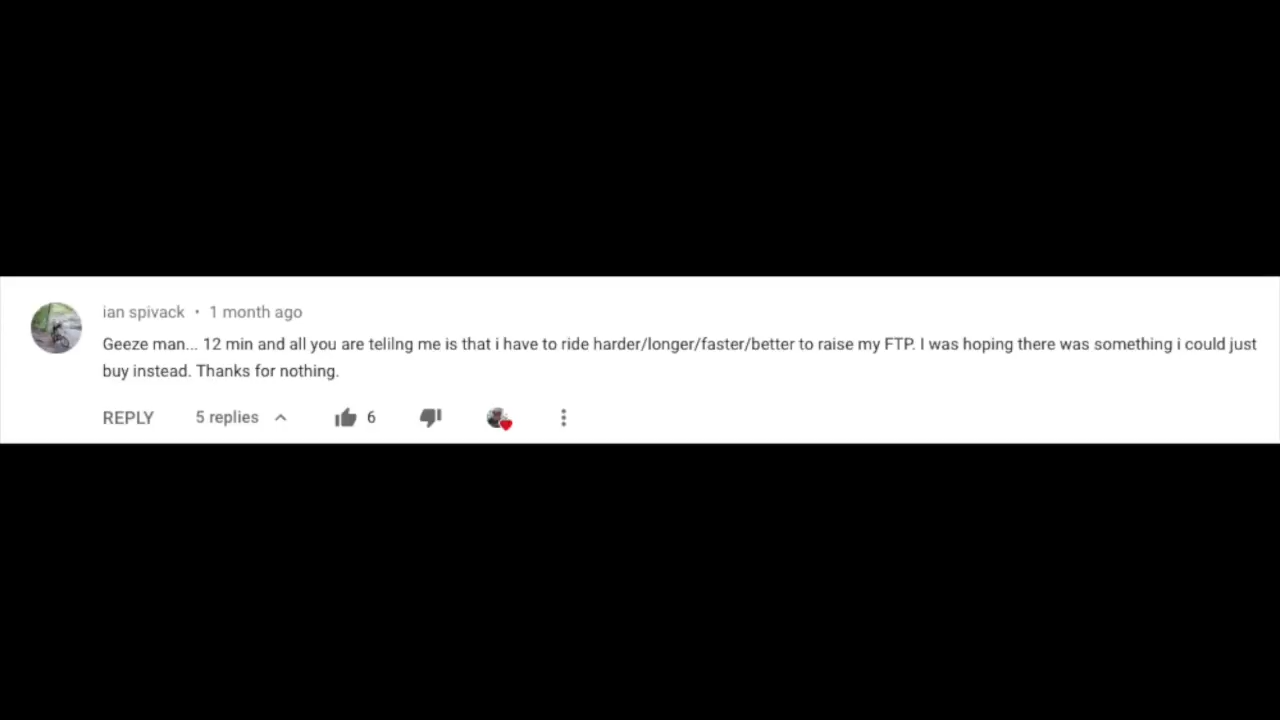 ian spivack • 1 month ago
Geeze man... 12 min and all you are teliIng me is that i have to ride harder/longer/faster/better to raise my FTP. I was hoping there was something i could just
buy instead. Thanks for nothing.
REPLY 5 replies 6